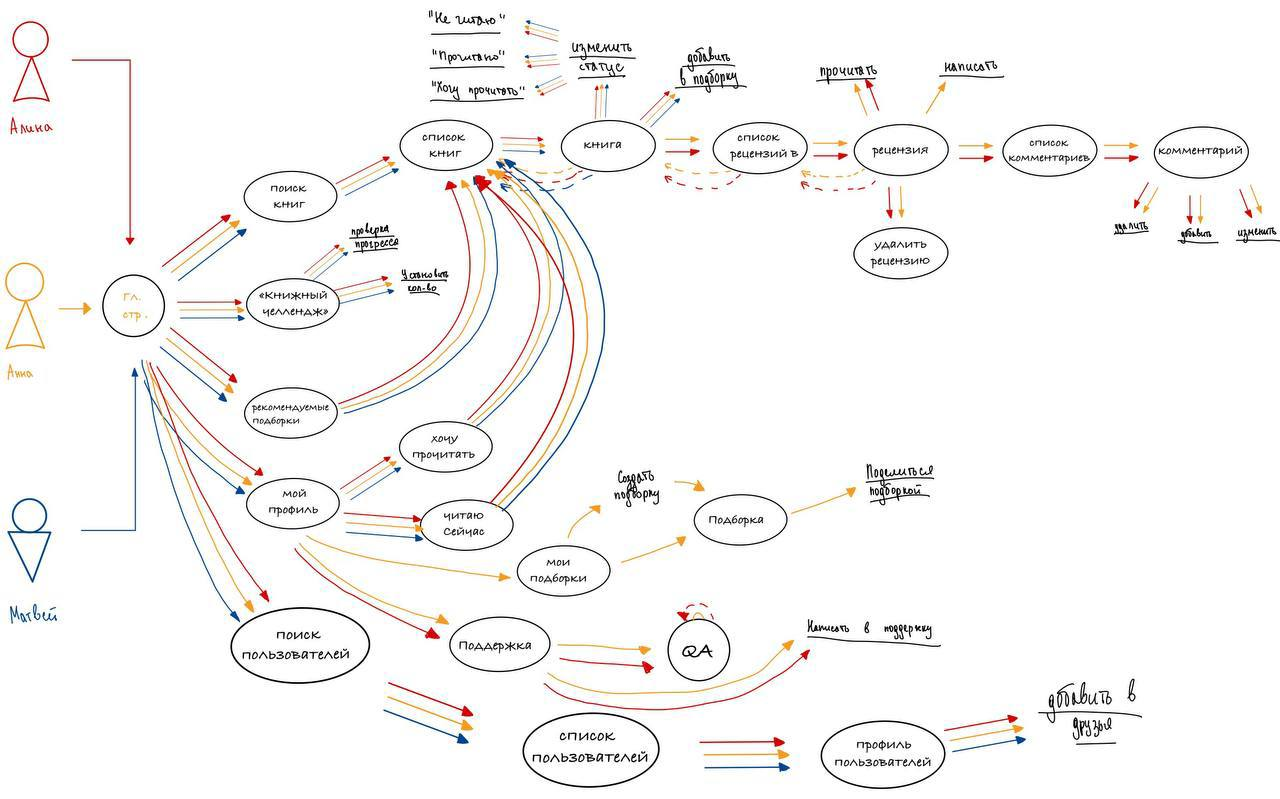 Алина
Анна
Матвей
гл.
стр.
поиск
книг
«Книжный
челлендж»
проверка
прогресса
Установить
кол-во
рекомендуемые
подборки
мой
профиль
хочу
прочитать
читаю
сейчас
поиск
пользователей
список
книг
"Не читаю"
"Прочитано"
"Хочу прочитать"
изменить
статус
книга
добавить
в подборку
список
рецензий в
рецензия
прочитать
написать
удалить
рецензию
список
комментариев
комментарий
удалить
добавить
изменить
мои
подборки
Создать
подборку
Подборка
Поделиться
подборкой
Поддержка
QA
Написать в поддержку
список
пользователей
профиль
пользователей
добавить в
друзья